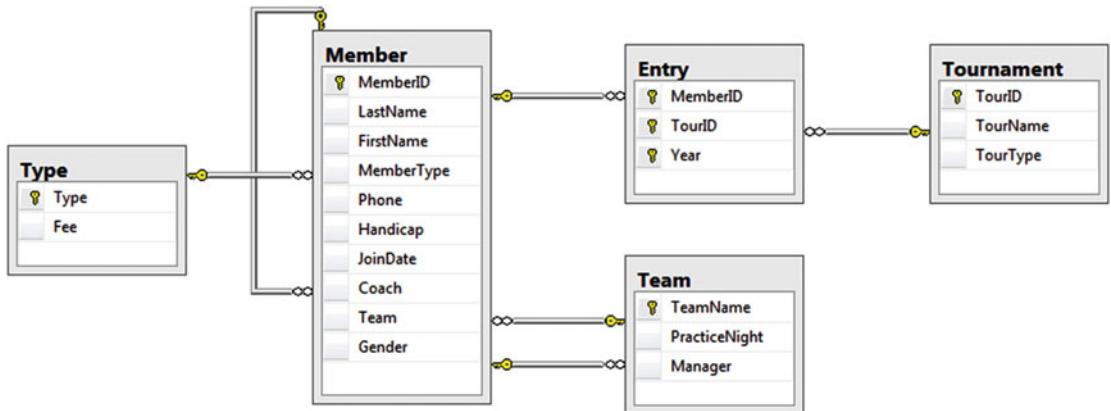 Member
MemberID
LastName
FirstName
MemberType
Phone
Handicap
JoinDate
Coach
Team
Gender
Entry
MemberID
TourID
Year
Tournament
TourID
TourName
TourType
Type
Type
Fee
Team
TeamName
PracticeNight
Manager